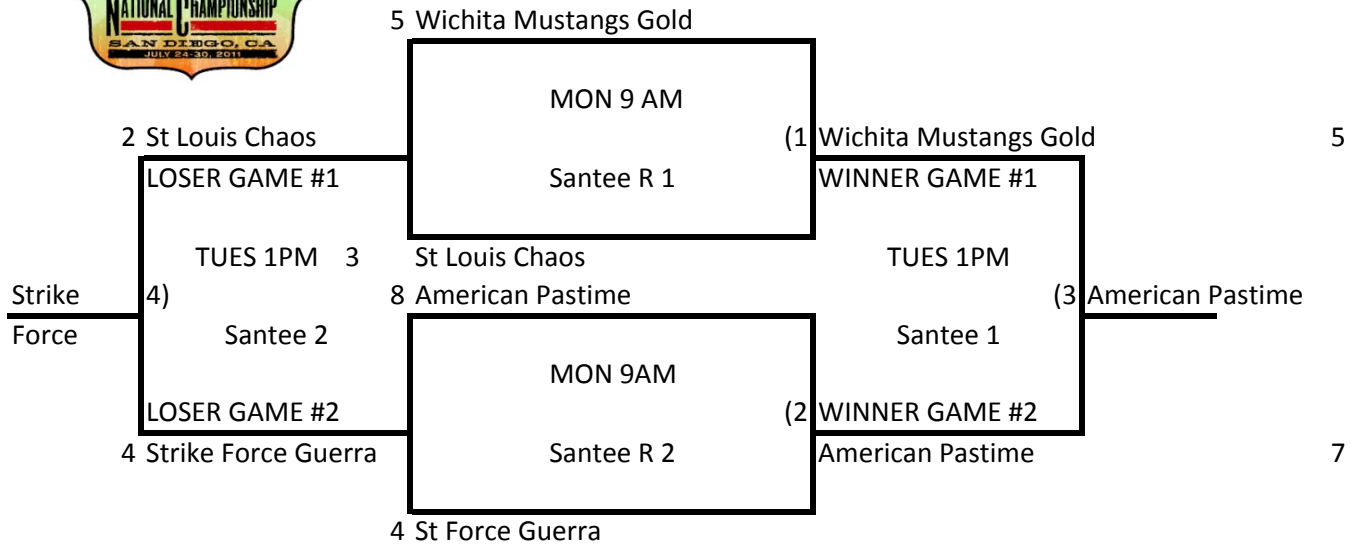 NATIONAL CHAMPIONSHIP
SAN DIEGO, CA
JULY 24-30, 2011
5 Wichita Mustangs Gold
MON 9 AM
2 St Louis Chaos
(1 Wichita Mustangs Gold 5
LOSER GAME #1
Santee R 1
WINNER GAME #1
TUES 1PM
3 St Louis Chaos
TUES 1PM
Strike
4)
8 American Pastime
(3 American Pastime
Force
Santee 2
Santee 1
MON 9AM
LOSER GAME #2
(2 WINNER GAME #2
4 Strike Force Guerra
Santee R 2
American Pastime 7
4 St Force Guerra